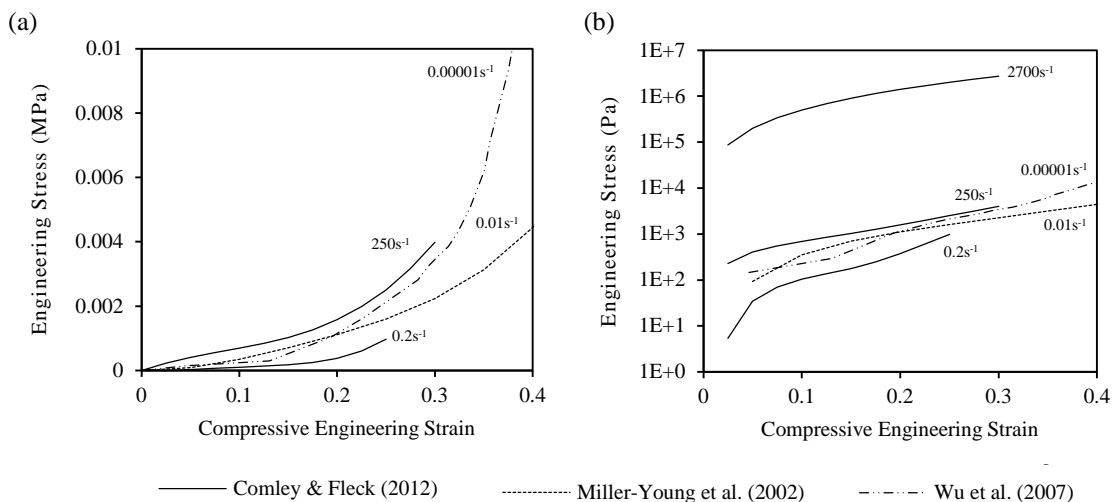 (a)
(b)
Engineering Stress (MPa)
0.01
0.008
0.006
0.004
0.002
0
0.00001s-1
0.01s-1
250s-1
0.2s-1
0
0.1
0.2
0.3
0.4
Compressive Engineering Strain
Engineering Stress (Pa)
1E+7
1E+6
1E+5
1E+4
1E+3
1E+2
1E+1
1E+0
2700s-1
0.00001s-1
250s-1
0.01s-1
0.2s-1
0
0.1
0.2
0.3
0.4
Compressive Engineering Strain
Comley & Fleck (2012)
Miller-Young et al. (2002)
Wu et al. (2007)